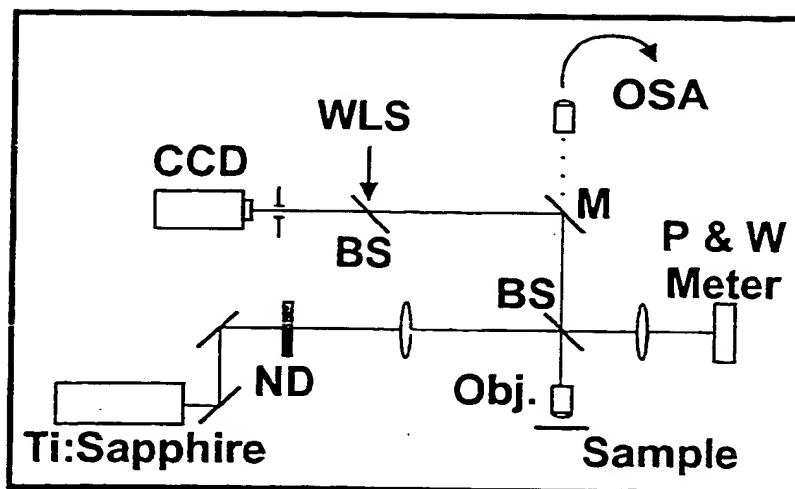 OSA
WLS
CCD
M
BS
P & W
Meter
BS
ND
Obj.
Ti:Sapphire
Sample